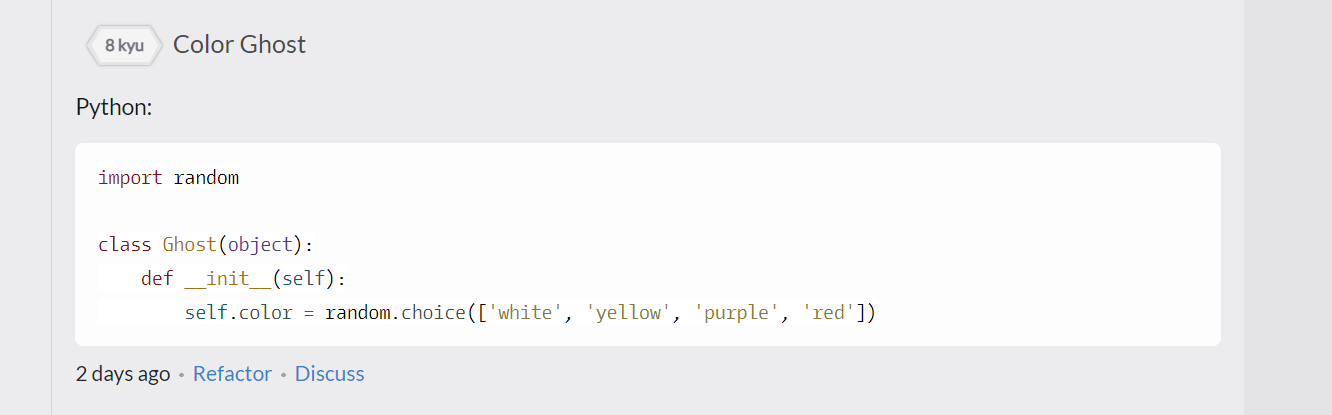 8 kyu Color Ghost
Python:
import random
class Ghost(object):
    def __init__(self):
        self.color = random.choice(['white', 'yellow', 'purple', 'red'])
2 days ago • Refactor • Discuss